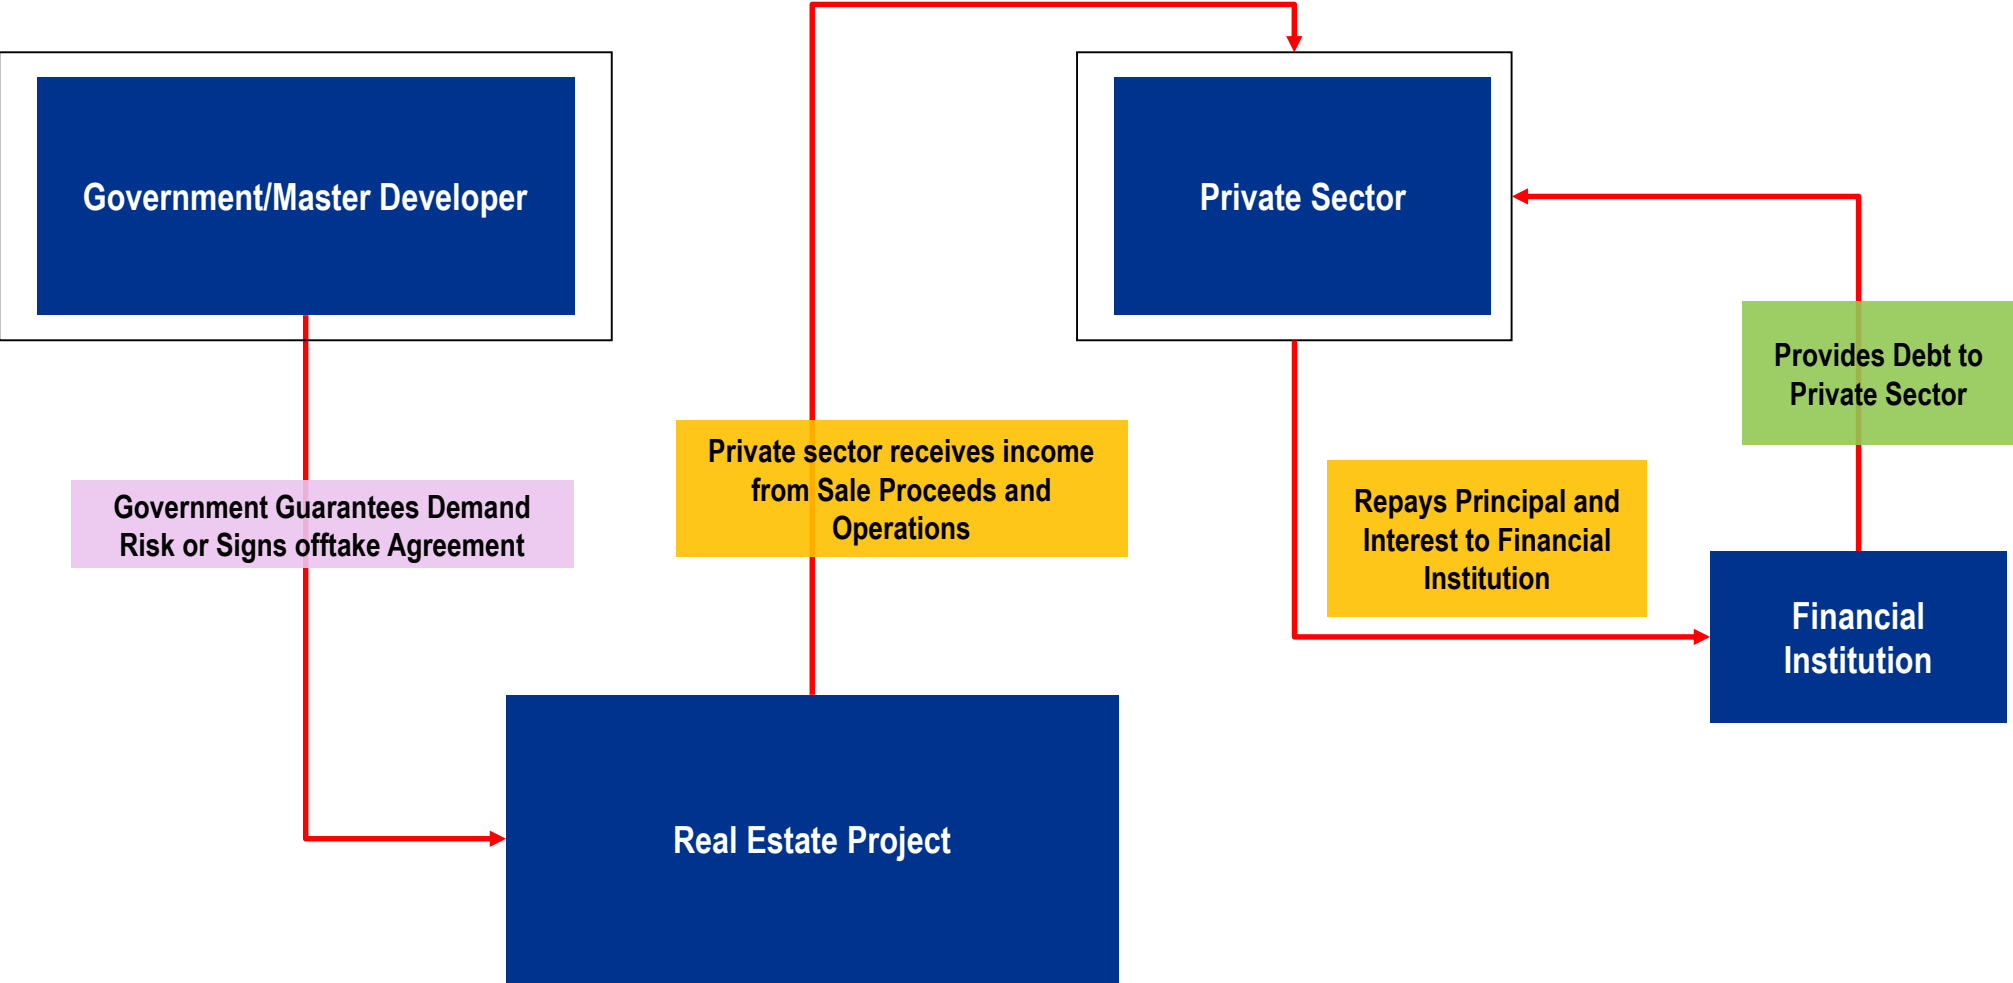 Government/Master Developer
Private Sector
Provides Debt to
Private Sector
Private sector receives income
from Sale Proceeds and
Operations
Government Guarantees Demand
Risk or Signs offtake Agreement
Repays Principal and
Interest to Financial
Institution
Financial
Institution
Real Estate Project